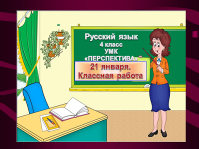 Русский язык
4 класс
УМК
«ПЕРСПЕКТИВА»
21 января.
Классная работа